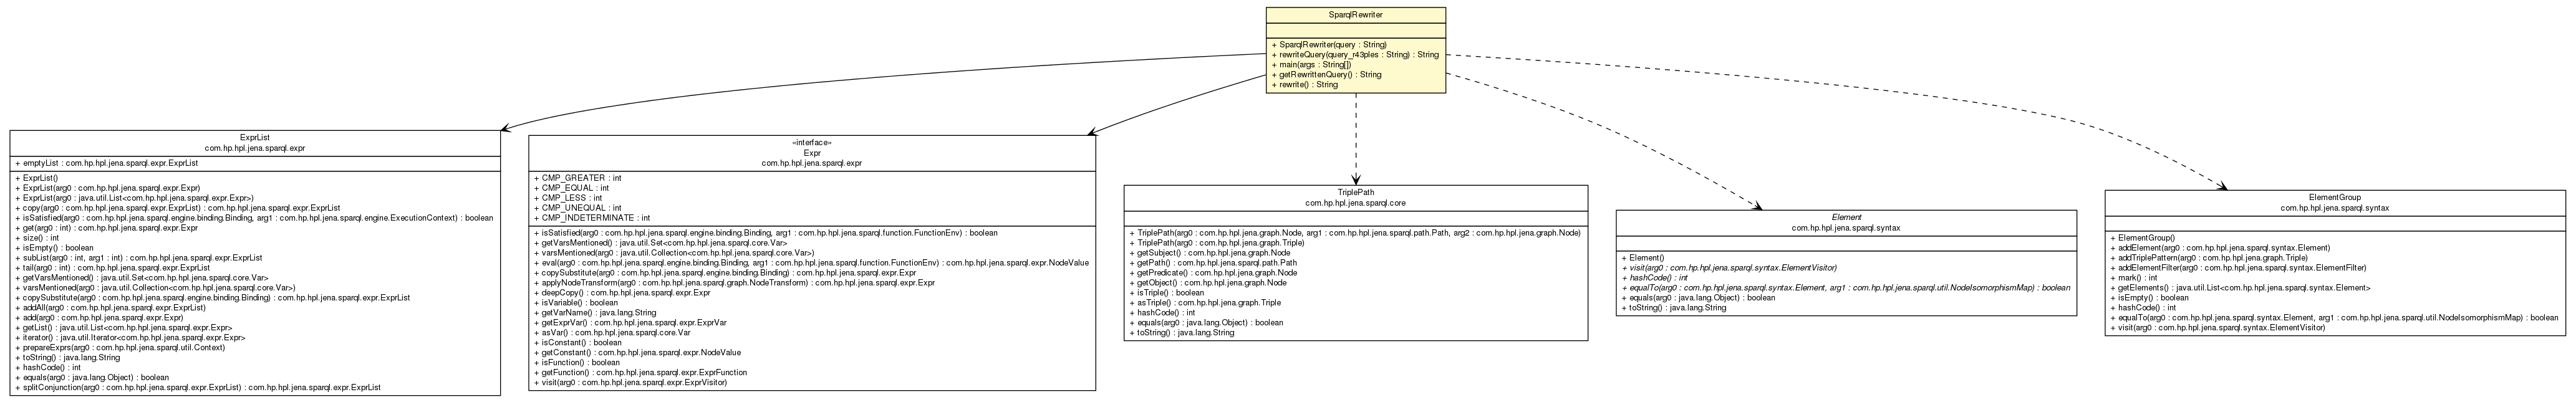 SparqlRewriter
+ SparqlRewriter(query : String)
+ rewriteQuery(query_r43ples : String) : String
+ main(args : String[])
+ getRewrittenQuery() : String
+ rewrite() : String
ExprList
com.hp.hpl.jena.sparql.expr
+ emptyList : com.hp.hpl.jena.sparql.expr.ExprList
+ ExprList()
+ ExprList(arg0 : com.hp.hpl.jena.sparql.expr.Expr)
+ ExprList(arg0 : java.util.List<com.hp.hpl.jena.sparql.expr.Expr>)
+ copy(arg0 : com.hp.hpl.jena.sparql.expr.ExprList) : com.hp.hpl.jena.sparql.expr.ExprList
+ isSatisfied(arg0 : com.hp.hpl.jena.sparql.engine.binding.Binding, arg1 : com.hp.hpl.jena.sparql.engine.ExecutionContext) : boolean
+ get(arg0 : int) : com.hp.hpl.jena.sparql.expr.Expr
+ size() : int
+ isEmpty() : boolean
+ subList(arg0 : int, arg1 : int) : com.hp.hpl.jena.sparql.expr.ExprList
+ tail(arg0 : int) : com.hp.hpl.jena.sparql.expr.ExprList
+ getVarsMentioned() : java.util.Set<com.hp.hpl.jena.sparql.core.Var>
+ varsMentioned(arg0 : java.util.Collection<com.hp.hpl.jena.sparql.core.Var>)
+ copySubstitute(arg0 : com.hp.hpl.jena.sparql.engine.binding.Binding) : com.hp.hpl.jena.sparql.expr.ExprList
+ addAll(arg0 : com.hp.hpl.jena.sparql.expr.ExprList)
+ add(arg0 : com.hp.hpl.jena.sparql.expr.Expr)
+ getList() : java.util.List<com.hp.hpl.jena.sparql.expr.Expr>
+ iterator() : java.util.Iterator<com.hp.hpl.jena.sparql.expr.Expr>
+ prepareExprs(arg0 : com.hp.hpl.jena.sparql.util.Context)
+ toString() : java.lang.String
+ hashCode() : int
+ equals(arg0 : java.lang.Object) : boolean
+ splitConjunction(arg0 : com.hp.hpl.jena.sparql.expr.ExprList) : com.hp.hpl.jena.sparql.expr.ExprList
«interface»
Expr
com.hp.hpl.jena.sparql.expr
+ CMP_GREATER : int
+ CMP_EQUAL : int
+ CMP_LESS : int
+ CMP_UNEQUAL : int
+ CMP_INDETERMINATE : int
+ isSatisfied(arg0 : com.hp.hpl.jena.sparql.engine.binding.Binding, arg1 : com.hp.hpl.jena.sparql.function.FunctionEnv) : boolean
+ getVarsMentioned() : java.util.Set<com.hp.hpl.jena.sparql.core.Var>
+ varsMentioned(arg0 : java.util.Collection<com.hp.hpl.jena.sparql.core.Var>)
+ eval(arg0 : com.hp.hpl.jena.sparql.engine.binding.Binding, arg1 : com.hp.hpl.jena.sparql.function.FunctionEnv) : com.hp.hpl.jena.sparql.expr.NodeValue
+ copySubstitute(arg0 : com.hp.hpl.jena.sparql.engine.binding.Binding) : com.hp.hpl.jena.sparql.expr.Expr
+ applyNodeTransform(arg0 : com.hp.hpl.jena.sparql.graph.NodeTransform) : com.hp.hpl.jena.sparql.expr.Expr
+ deepCopy() : com.hp.hpl.jena.sparql.expr.Expr
+ isVariable() : boolean
+ getVarName() : java.lang.String
+ getExprVar() : com.hp.hpl.jena.sparql.expr.ExprVar
+ asVar() : com.hp.hpl.jena.sparql.core.Var
+ isConstant() : boolean
+ getConstant() : com.hp.hpl.jena.sparql.expr.NodeValue
+ isFunction() : boolean
+ getFunction() : com.hp.hpl.jena.sparql.expr.ExprFunction
+ visit(arg0 : com.hp.hpl.jena.sparql.expr.ExprVisitor)
TriplePath
com.hp.hpl.jena.sparql.core
+ TriplePath(arg0 : com.hp.hpl.jena.graph.Node, arg1 : com.hp.hpl.jena.sparql.path.Path, arg2 : com.hp.hpl.jena.graph.Node)
+ TriplePath(arg0 : com.hp.hpl.jena.graph.Triple)
+ getSubject() : com.hp.hpl.jena.graph.Node
+ getPath() : com.hp.hpl.jena.sparql.path.Path
+ getPredicate() : com.hp.hpl.jena.graph.Node
+ getObject() : com.hp.hpl.jena.graph.Node
+ isTriple() : boolean
+ asTriple() : com.hp.hpl.jena.graph.Triple
+ hashCode() : int
+ equals(arg0 : java.lang.Object) : boolean
+ toString() : java.lang.String
Element
com.hp.hpl.jena.sparql.syntax
+ Element()
+ visit(arg0 : com.hp.hpl.jena.sparql.syntax.ElementVisitor)
+ hashCode() : int
+ equalTo(arg0 : com.hp.hpl.jena.sparql.syntax.Element, arg1 : com.hp.hpl.jena.sparql.util.NodeIsomorphismMap) : boolean
+ equals(arg0 : java.lang.Object) : boolean
+ toString() : java.lang.String
ElementGroup
com.hp.hpl.jena.sparql.syntax
+ ElementGroup()
+ addElement(arg0 : com.hp.hpl.jena.sparql.syntax.Element)
+ addTriplePattern(arg0 : com.hp.hpl.jena.graph.Triple)
+ addElementFilter(arg0 : com.hp.hpl.jena.sparql.syntax.ElementFilter)
+ mark() : int
+ getElements() : java.util.List<com.hp.hpl.jena.sparql.syntax.Element>
+ isEmpty() : boolean
+ hashCode() : int
+ equalTo(arg0 : com.hp.hpl.jena.sparql.syntax.Element, arg1 : com.hp.hpl.jena.sparql.util.NodeIsomorphismMap) : boolean
+ visit(arg0 : com.hp.hpl.jena.sparql.syntax.ElementVisitor)